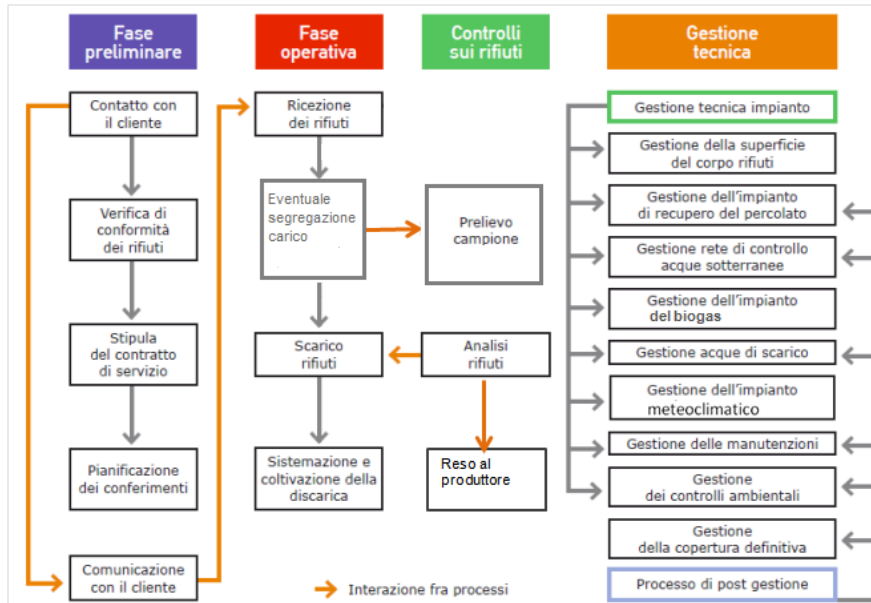 Fase
preliminare
Contatto con
il cliente
Verifica di
conformità
dei rifiuti
Stipula
del contratto
di servizio
Pianificazione
dei conferimenti
Comunicazione
con il cliente
Fase
operativa
Ricezione
dei rifiuti
Eventuale
segregazione
carico
Scarico
rifiuti
Sistemazione e
coltivazione della
discarica
Controlli
sui rifiuti
Prelievo
campione
Analisi
rifiuti
Reso al
produttore
Gestione
tecnica
Gestione tecnica impianto
Gestione della superficie
del corpo rifiuti
Gestione dell'impianto
di recupero del percolato
Gestione rete di controllo
acque sotterranee
Gestione dell'impianto
del biogas
Gestione acque di scarico
Gestione dell'impianto
meteoclimatico
Gestione delle manutenzioni
Gestione
dei controlli ambientali
Gestione
della copertura definitiva
Processo di post gestione
Interazione fra processi